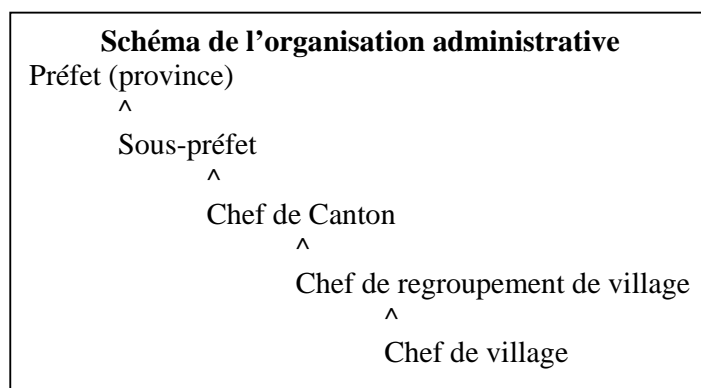 Schéma de l’organisation administrative
Préfet (province)
^
Sous-préfet
^
Chef de Canton
^
Chef de regroupement de village
^
Chef de village